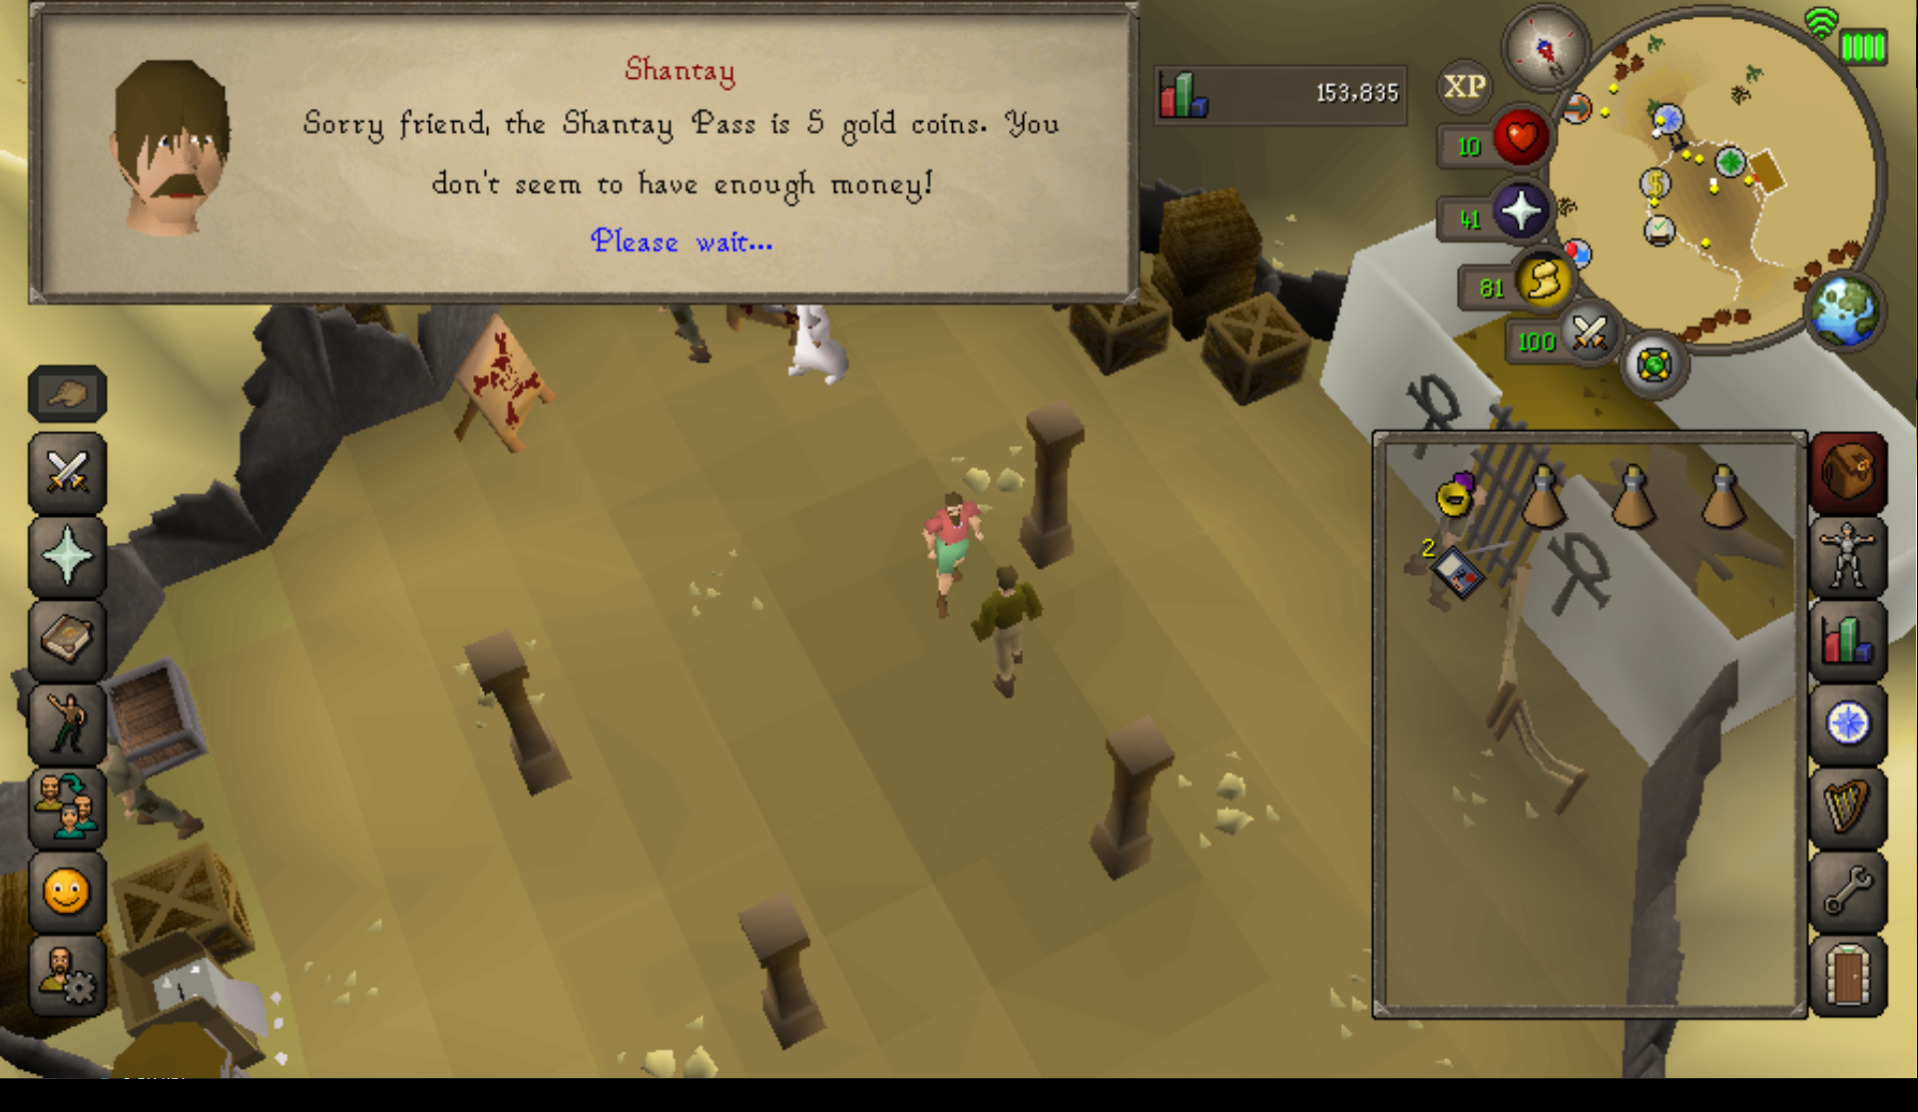 Shantay
Sorry friend, the Shantay Pass is 5 gold coins. You
don't seem to have enough money!
Please wait...
153,835
XP
10
41
81
100
2